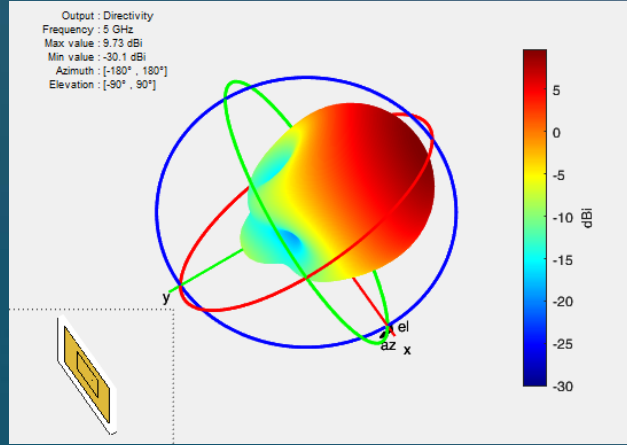 Output : Directivity
Frequency : 5 GHz
Max value : 9.73 dBi
Min value : -30.1 dBi
Azimuth : [-180° , 180°]
Elevation : [-90° , 90°]
5
0
-5
-10
-15
-20
-25
-30
dBi
y
el
az
x